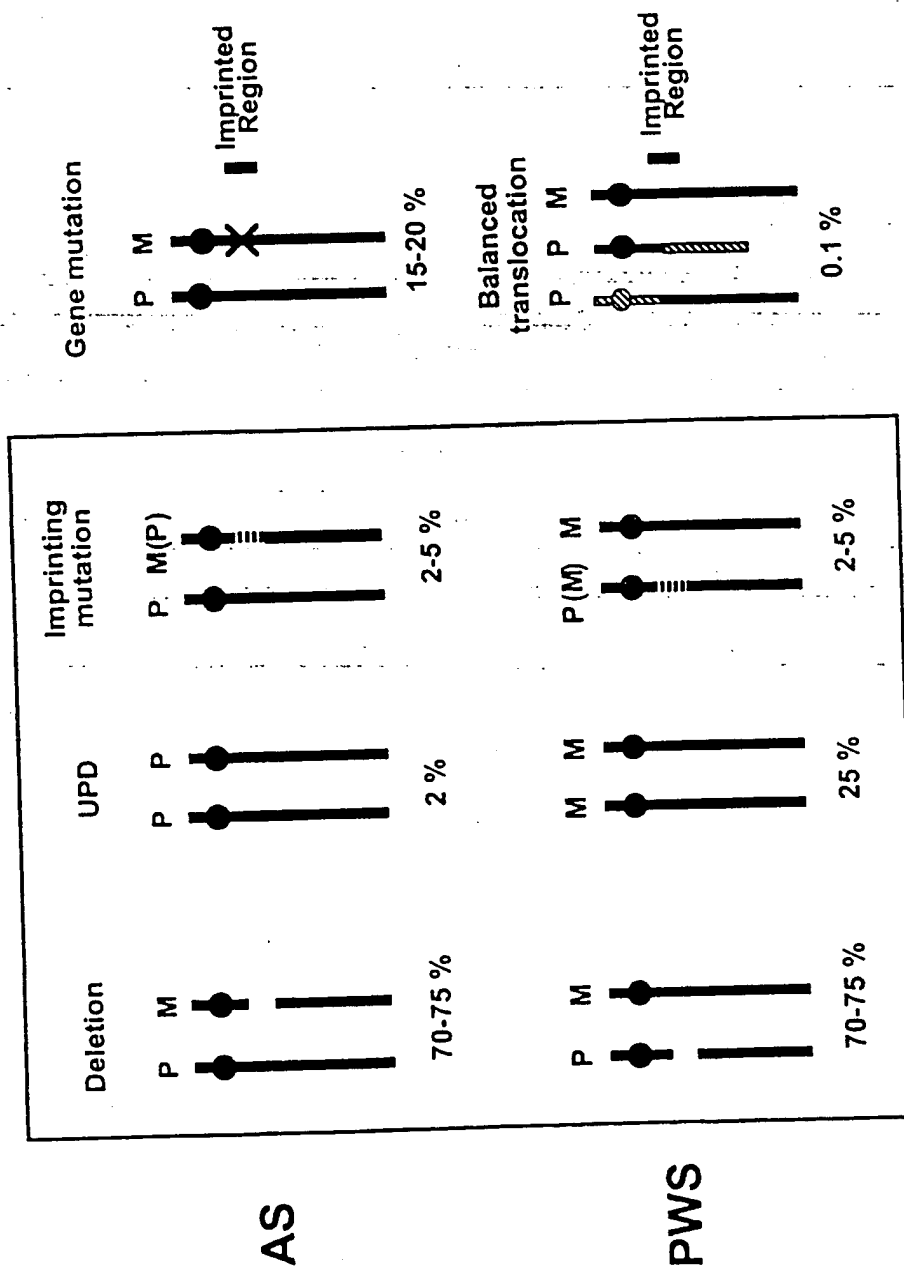 AS
Deletion
P M
70-75 %
UPD
P P
2 %
Imprinting
mutation
P M(P)
2-5 %
Gene mutation
P M
15-20 %
Imprinted
Region
PWS
P M
70-75 %
M M
25 %
P(M) M
2-5 %
Balanced
translocation
P P M
0.1 %
Imprinted
Region